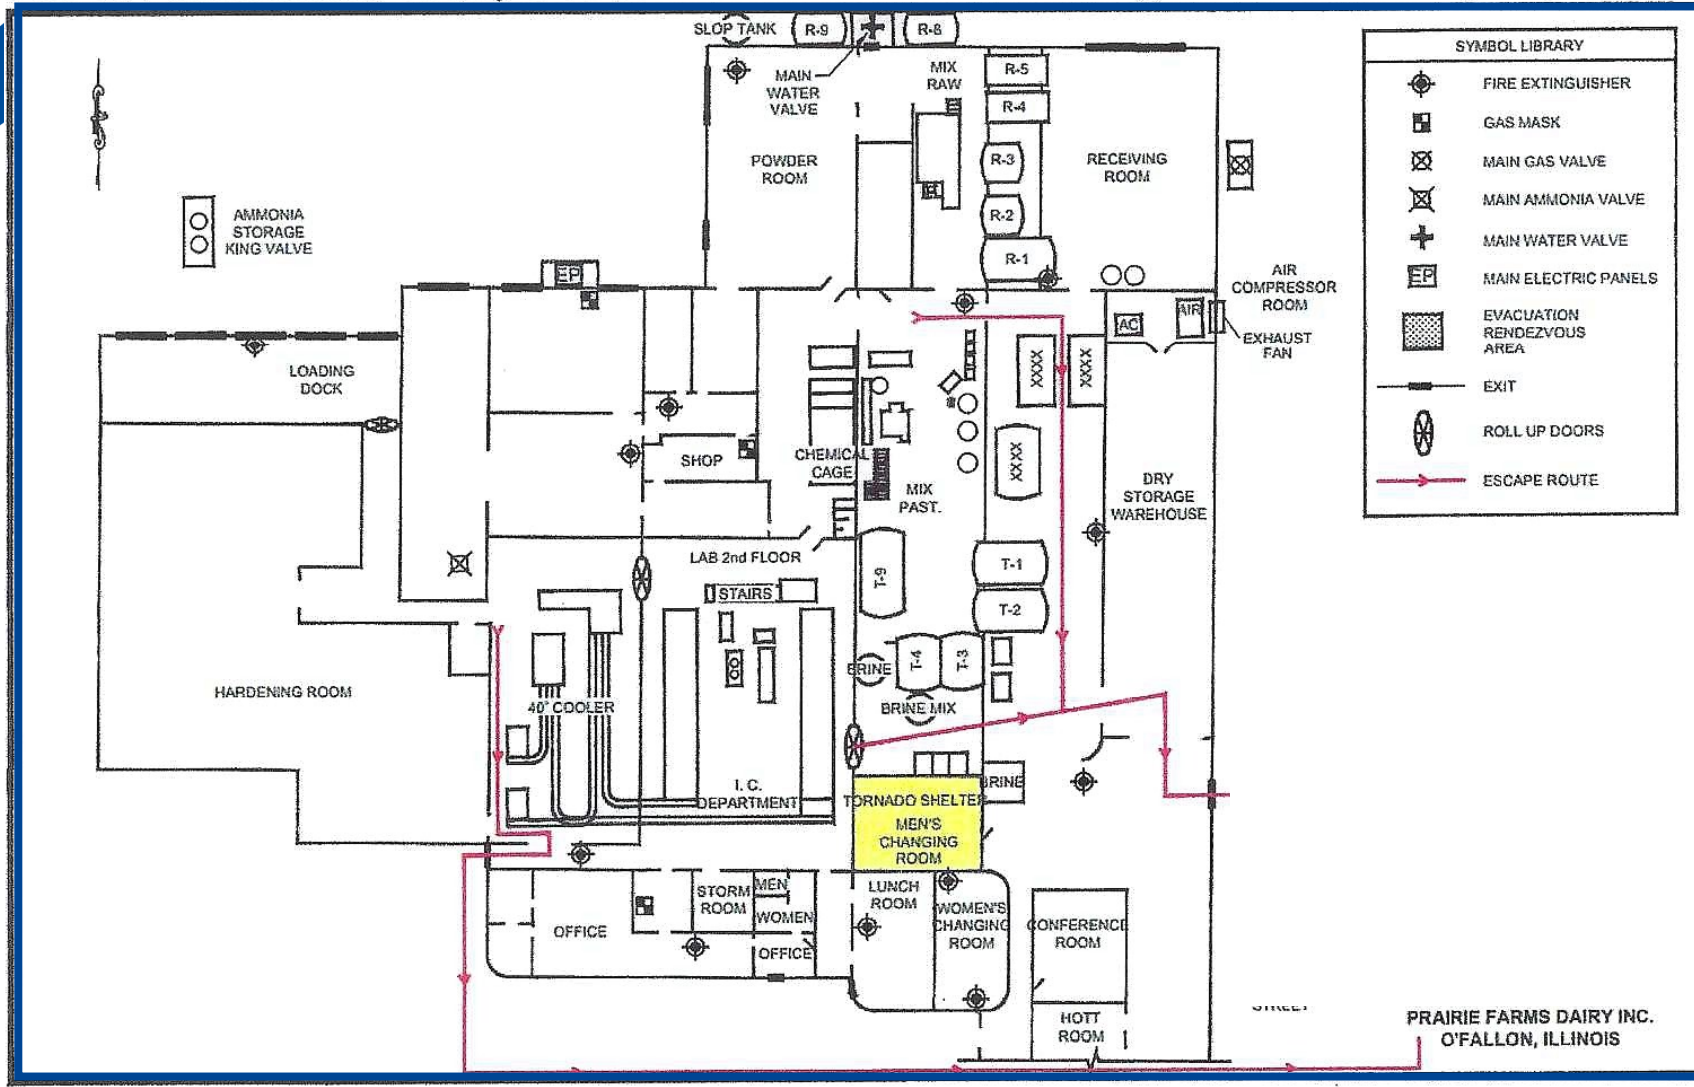 SLOP TANK
R-9
R-8
MAIN
WATER
VALVE
MIX
RAW
R-5
R-4
R-3
R-2
R-1
POWDER
ROOM
RECEIVING
ROOM
AMMONIA
STORAGE
KING VALVE
EP
AIR
COMPRESSOR
ROOM
AC
AIR
EXHAUST
FAN
LOADING
DOCK
XXXX
XXXX
XXXX
SHOP
CHEMICAL
CAGE
MIX
PAST.
DRY
STORAGE
WAREHOUSE
LAB 2nd FLOOR
STAIRS
T-9
T-1
T-2
BRINE
T-4
T-3
BRINE MIX
HARDENING ROOM
40° COOLER
I. C.
DEPARTMENT
TORNADO SHELTER
MEN'S
CHANGING
ROOM
BRINE
OFFICE
STORM
ROOM
MEN
WOMEN
OFFICE
LUNCH
ROOM
WOMEN'S
CHANGING
ROOM
CONFERENCE
ROOM
HOTT
ROOM
SYMBOL LIBRARY
FIRE EXTINGUISHER
GAS MASK
MAIN GAS VALVE
MAIN AMMONIA VALVE
MAIN WATER VALVE
EP MAIN ELECTRIC PANELS
EVACUATION
RENDEZVOUS
AREA
EXIT
ROLL UP DOORS
ESCAPE ROUTE
PRAIRIE FARMS DAIRY INC.
O'FALLON, ILLINOIS